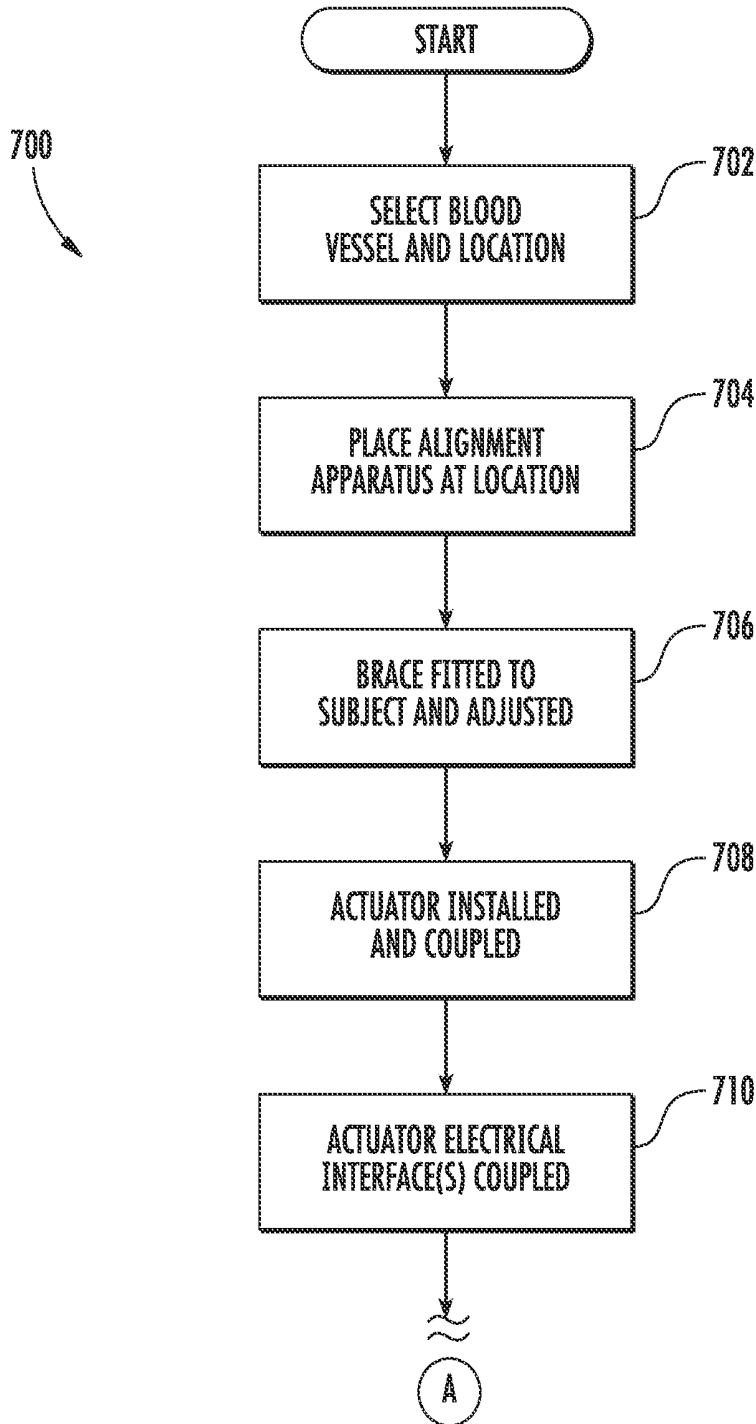 START
700
702
SELECT BLOOD
VESSEL AND LOCATION
704
PLACE ALIGNMENT
APPARATUS AT LOCATION
706
BRACE FITTED TO
SUBJECT AND ADJUSTED
708
ACTUATOR INSTALLED
AND COUPLED
710
ACTUATOR ELECTRICAL
INTERFACE(S) COUPLED
A